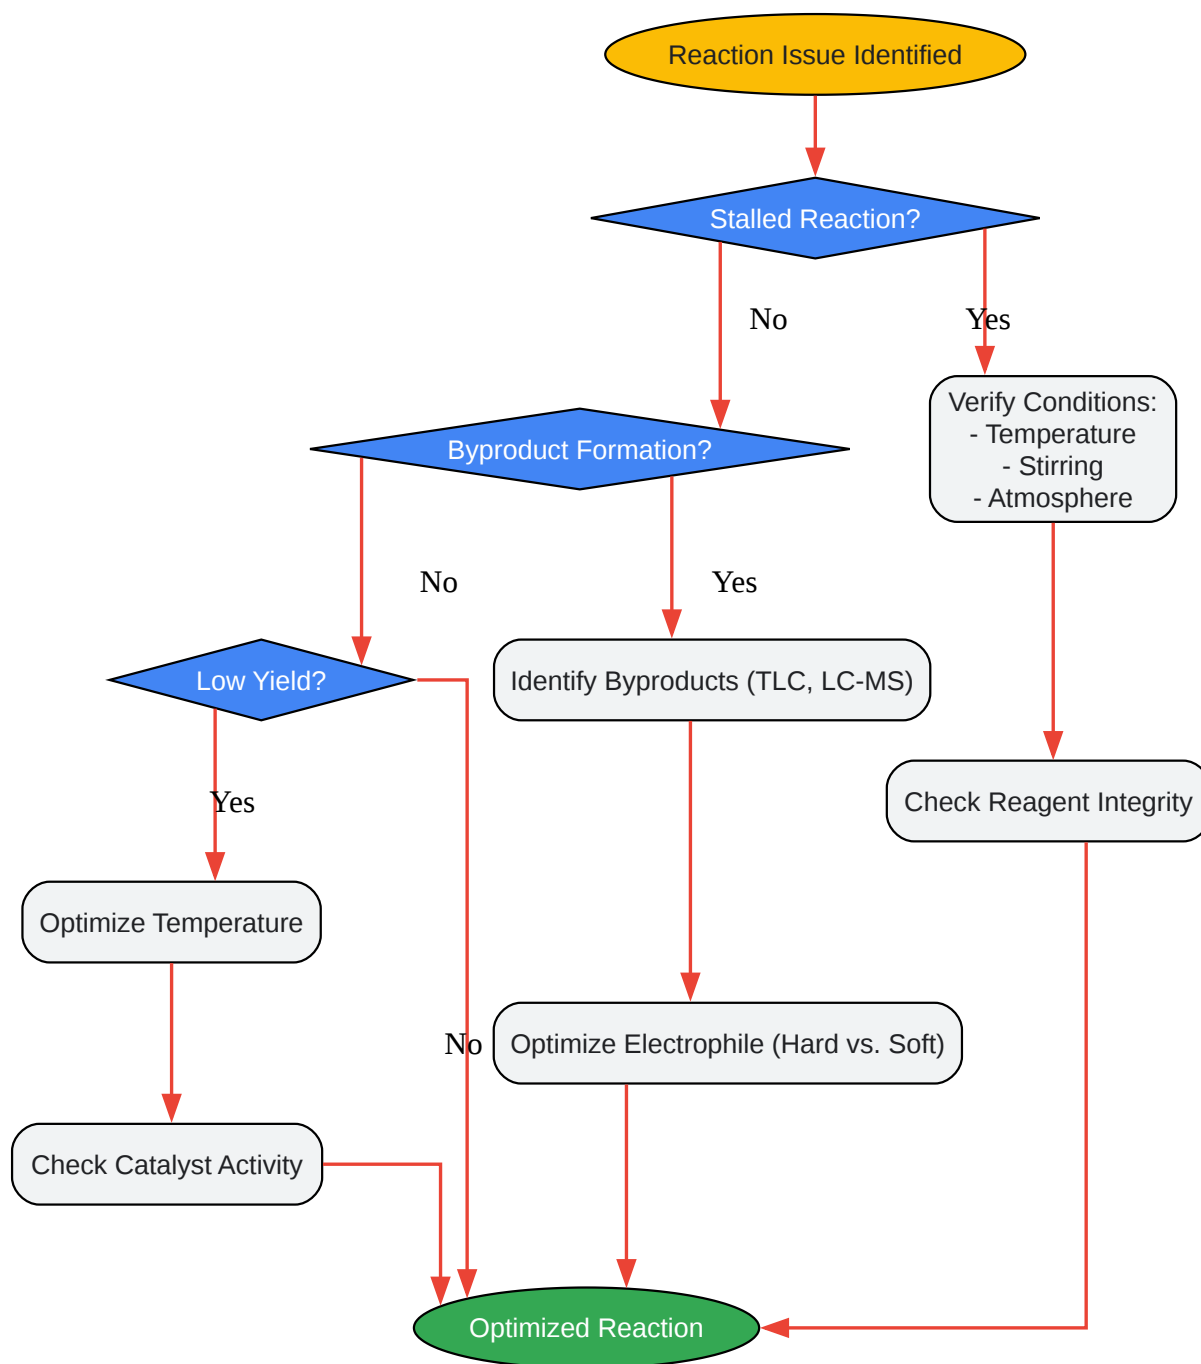 Reaction Issue Identified
Stalled Reaction?
No
Yes
Verify Conditions:
- Temperature
- Stirring
- Atmosphere
Byproduct Formation?
No
Yes
Low Yield?
Identify Byproducts (TLC, LC-MS)
Check Reagent Integrity
Yes
Optimize Temperature
No
Optimize Electrophile (Hard vs. Soft)
Check Catalyst Activity
Optimized Reaction